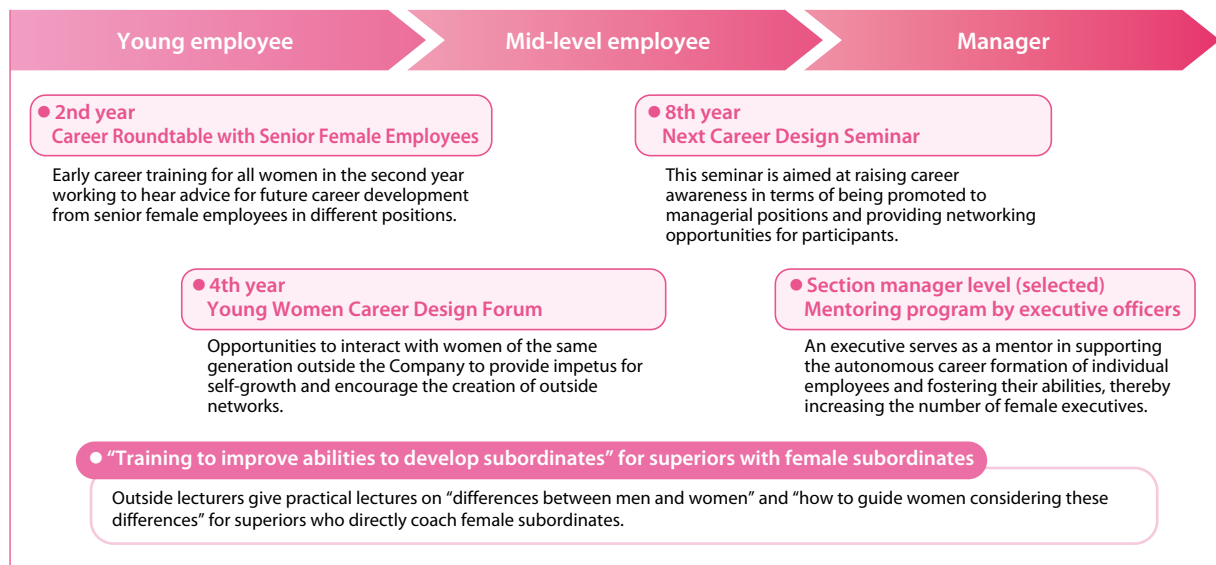 Young employee
Mid-level employee
Manager
● 2nd year
Career Roundtable with Senior Female Employees
Early career training for all women in the second year
working to hear advice for future career development
from senior female employees in different positions.
● 8th year
Next Career Design Seminar
This seminar is aimed at raising career
awareness in terms of being promoted to
managerial positions and providing networking
opportunities for participants.
● 4th year
Young Women Career Design Forum
Opportunities to interact with women of the same
generation outside the Company to provide impetus for
self-growth and encourage the creation of outside
networks.
● Section manager level (selected)
Mentoring program by executive officers
An executive serves as a mentor in supporting
the autonomous career formation of individual
employees and fostering their abilities, thereby
increasing the number of female executives.
● “Training to improve abilities to develop subordinates” for superiors with female subordinates
Outside lecturers give practical lectures on “differences between men and women” and “how to guide women considering these
differences” for superiors who directly coach female subordinates.